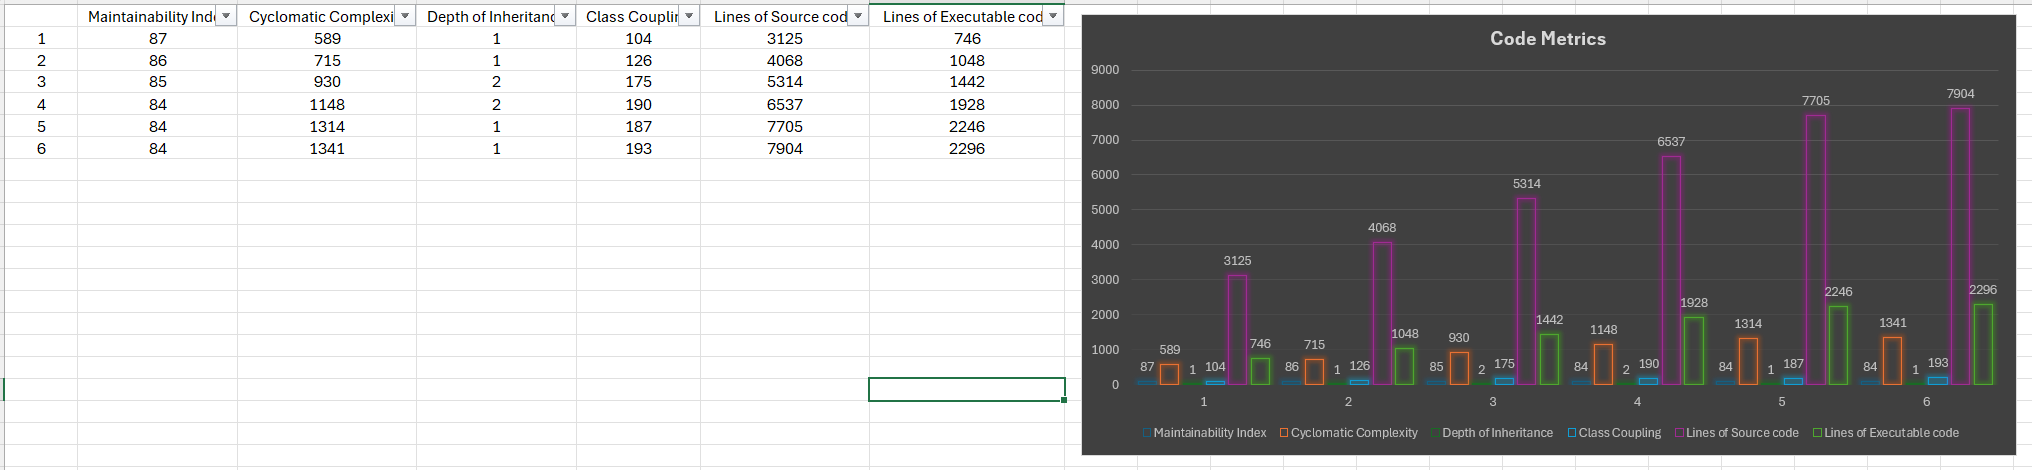 Maintainability Inde Cyclomatic Complexi Depth of Inheritanc Class Couplin Lines of Source cod Lines of Executable cod
1 87 589 1 104 3125 746
2 86 715 1 126 4068 1048
3 85 930 2 175 5314 1442
4 84 1148 2 190 6537 1928
5 84 1314 1 187 7705 2246
6 84 1341 1 193 7904 2296
Code Metrics
9000
8000
7000
6000
5000
4000
3000
2000
1000
0
87 589 1 104 3125 746
86 715 1 126 4068 1048
85 930 2 175 5314 1442
84 1148 2 190 6537 1928
84 1314 1 187 7705 2246
84 1341 1 193 7904 2296
1 2 3 4 5 6
Maintainability Index Cyclomatic Complexity Depth of Inheritance Class Coupling Lines of Source code Lines of Executable code